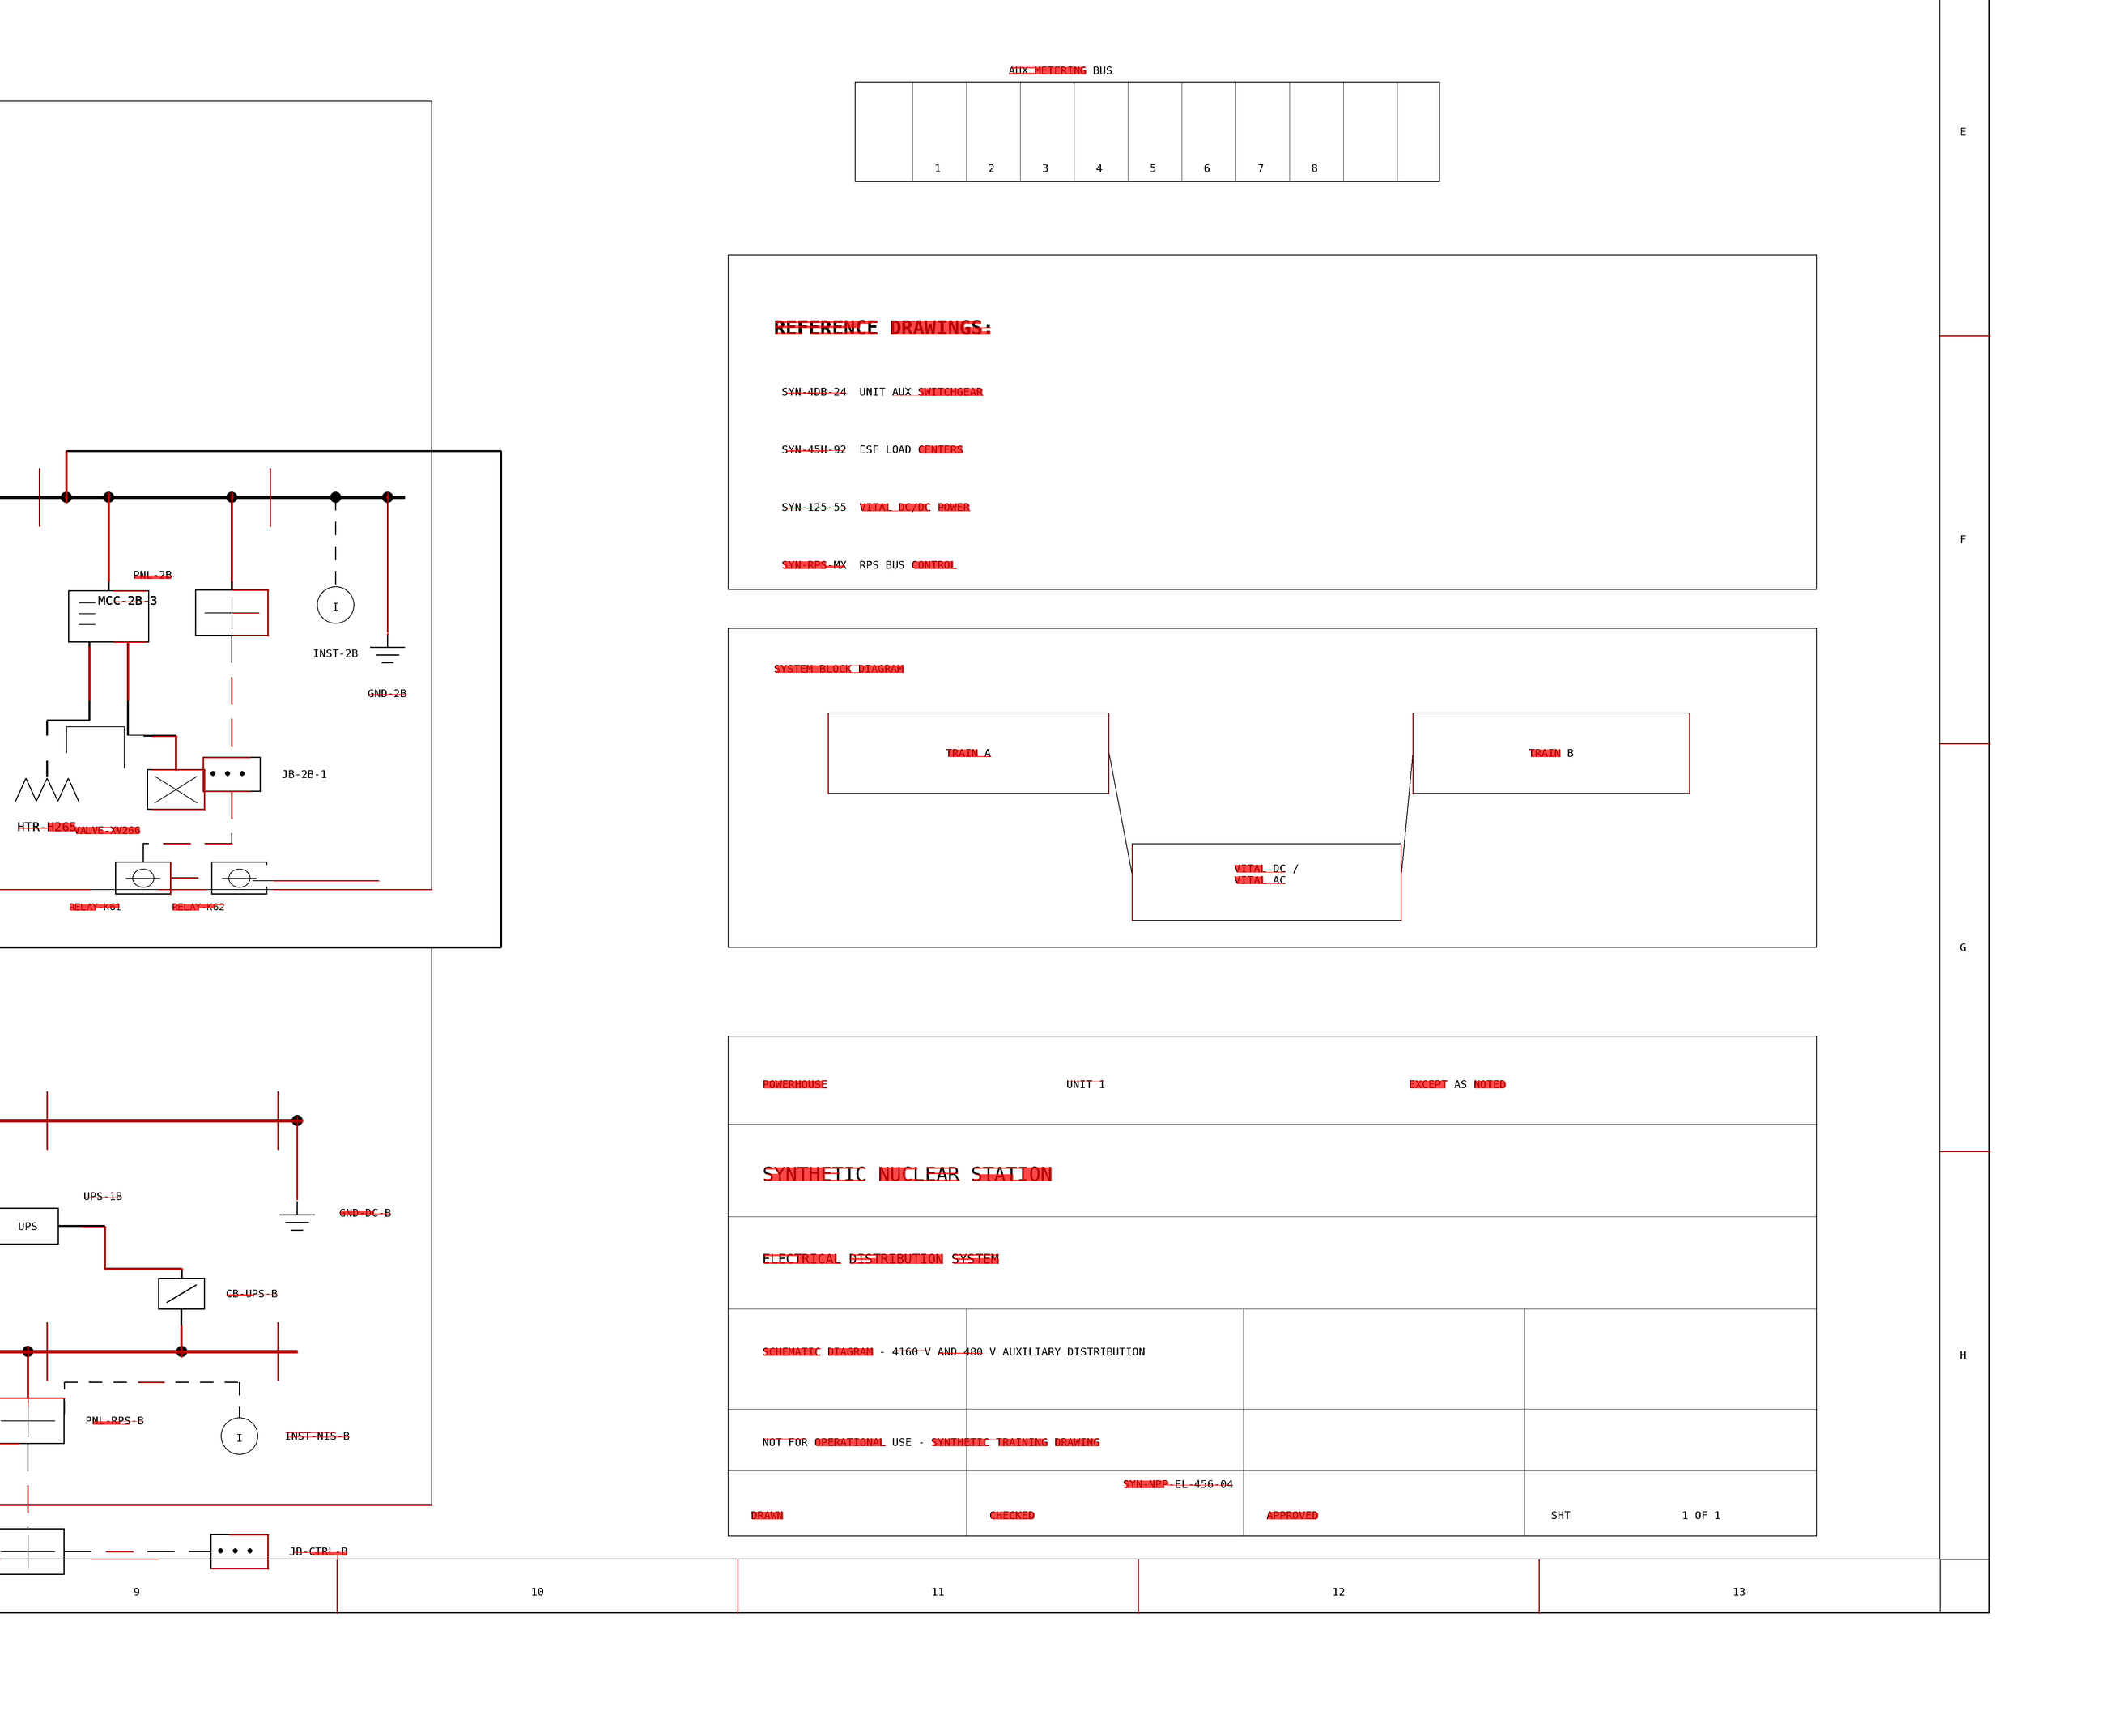 AUX METERING BUS
1 2 3 4 5 6 7 8
E
REFERENCE DRAWINGS:
SYN-4DB-24 UNIT AUX SWITCHGEAR
SYN-45H-92 ESF LOAD CENTERS
SYN-125-55 VITAL DC/DC POWER
SYN-RPS-MX RPS BUS CONTROL
F
PNL-2B
MCC-2B-3
I
INST-2B
GND-2B
SYSTEM BLOCK DIAGRAM
TRAIN A
TRAIN B
VITAL DC /
VITAL AC
JB-2B-1
HTR-H265
VALVE-XV266
RELAY-K61
RELAY-K62
G
POWERHOUSE
UNIT 1
EXCEPT AS NOTED
SYNTHETIC NUCLEAR STATION
ELECTRICAL DISTRIBUTION SYSTEM
SCHEMATIC DIAGRAM - 4160 V AND 480 V AUXILIARY DISTRIBUTION
NOT FOR OPERATIONAL USE - SYNTHETIC TRAINING DRAWING
SYN-NPP-EL-456-04
DRAWN
CHECKED
APPROVED
SHT
1 OF 1
UPS-1B
UPS
GND-DC-B
CB-UPS-B
PNL-RPS-B
I
INST-NIS-B
JB-CTRL-B
H
9 10 11 12 13